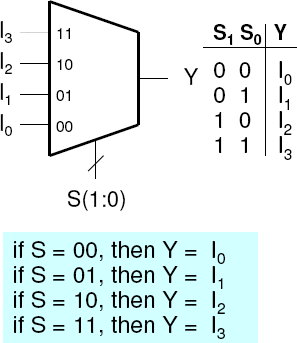 I₃ 11
I₂ 10
I₁ 01
I₀ 00
Y
S(1:0)
S₁ S₀ Y
0 0 I₀
0 1 I₁
1 0 I₂
1 1 I₃
if S = 00, then Y = I₀
if S = 01, then Y = I₁
if S = 10, then Y = I₂
if S = 11, then Y = I₃